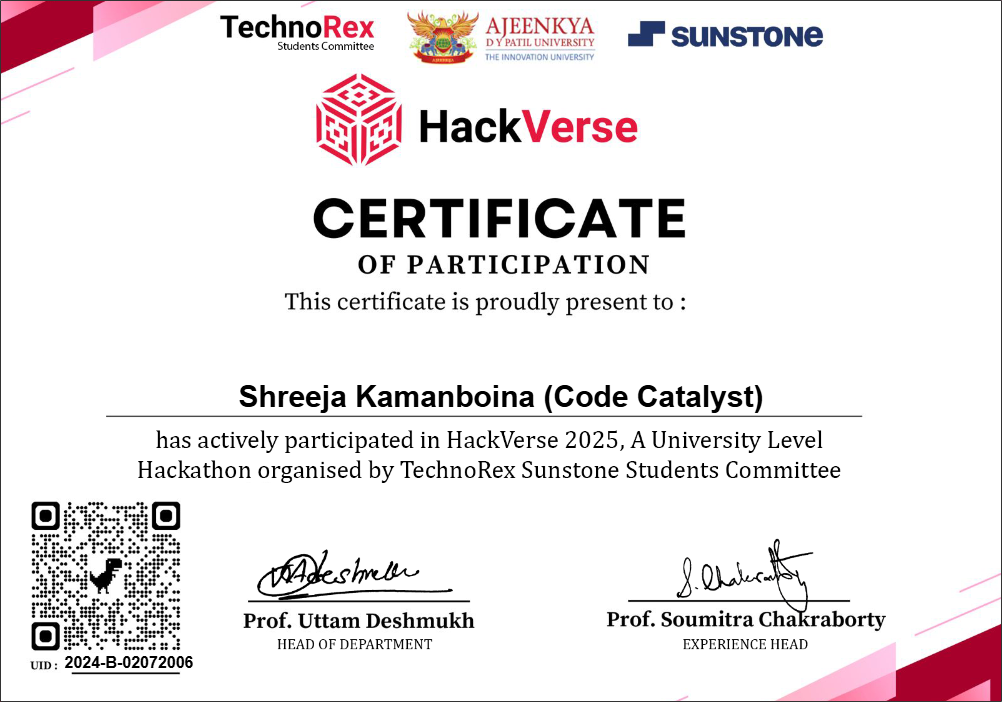 TechnoRex
Students Committee
AJEENKYA
D Y PATIL UNIVERSITY
THE INNOVATION UNIVERSITY
AJEENKYA
SUNSTONE
HackVerse
CERTIFICATE
OF PARTICIPATION
This certificate is proudly present to :
Shreeja Kamanboina (Code Catalyst)
has actively participated in HackVerse 2025, A University Level
Hackathon organised by TechnoRex Sunstone Students Committee
S. Chakraborty
Prof. Uttam Deshmukh
HEAD OF DEPARTMENT
Prof. Soumitra Chakraborty
EXPERIENCE HEAD
UID : 2024-B-02072006